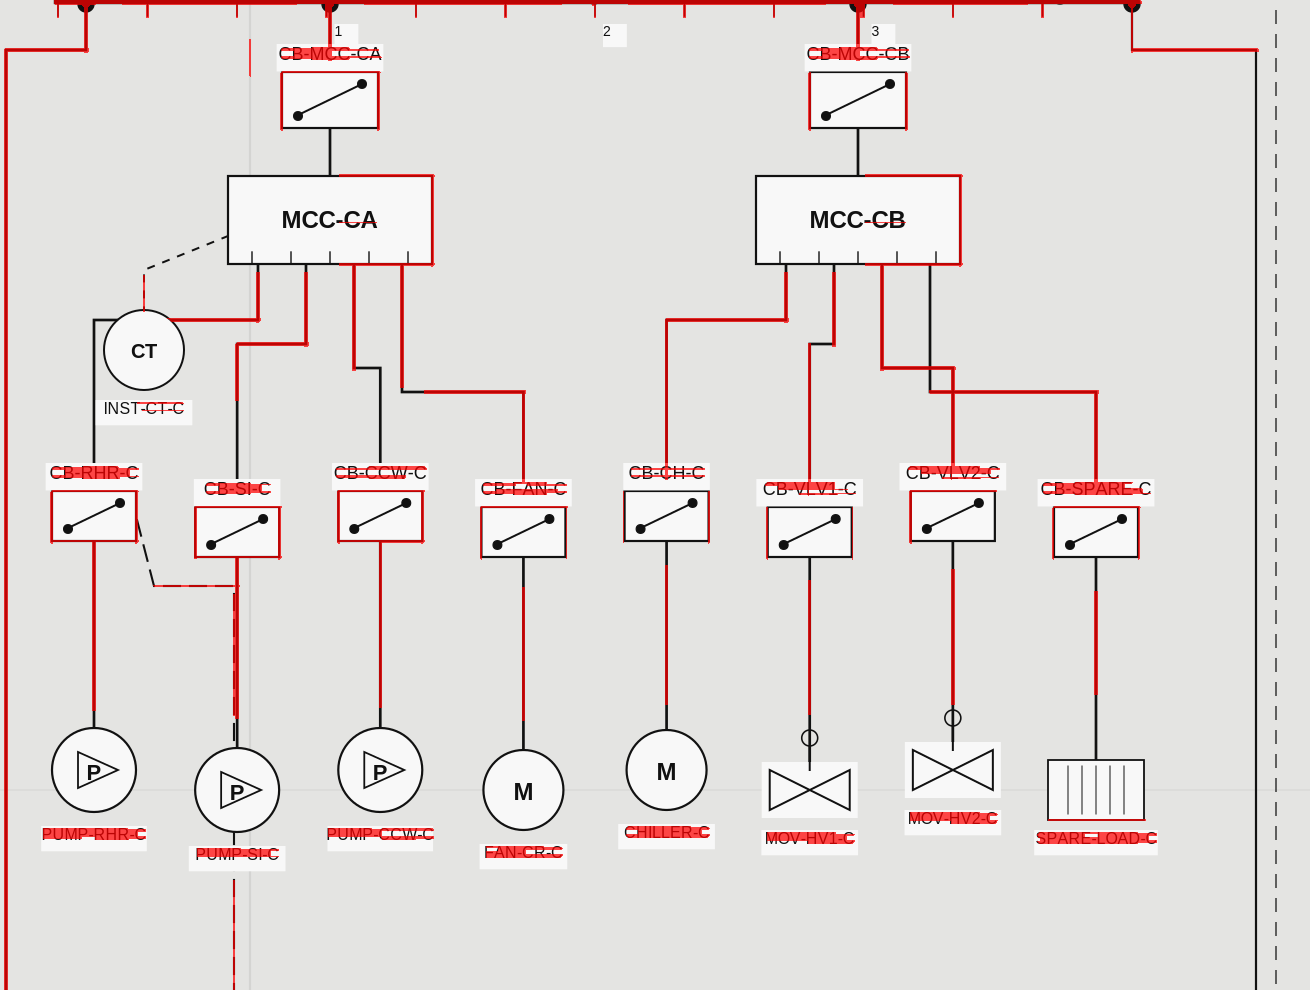 1
2
3
CB-MCC-CA
CB-MCC-CB
MCC-CA
MCC-CB
CT
INST-CT-C
CB-RHR-C
CB-SI-C
CB-CCW-C
CB-FAN-C
CB-CH-C
CB-VLV1-C
CB-VLV2-C
CB-SPARE-C
P
P
P
M
M
PUMP-RHR-C
PUMP-SI-C
PUMP-CCW-C
FAN-CR-C
CHILLER-C
MOV-HV1-C
MOV-HV2-C
SPARE-LOAD-C